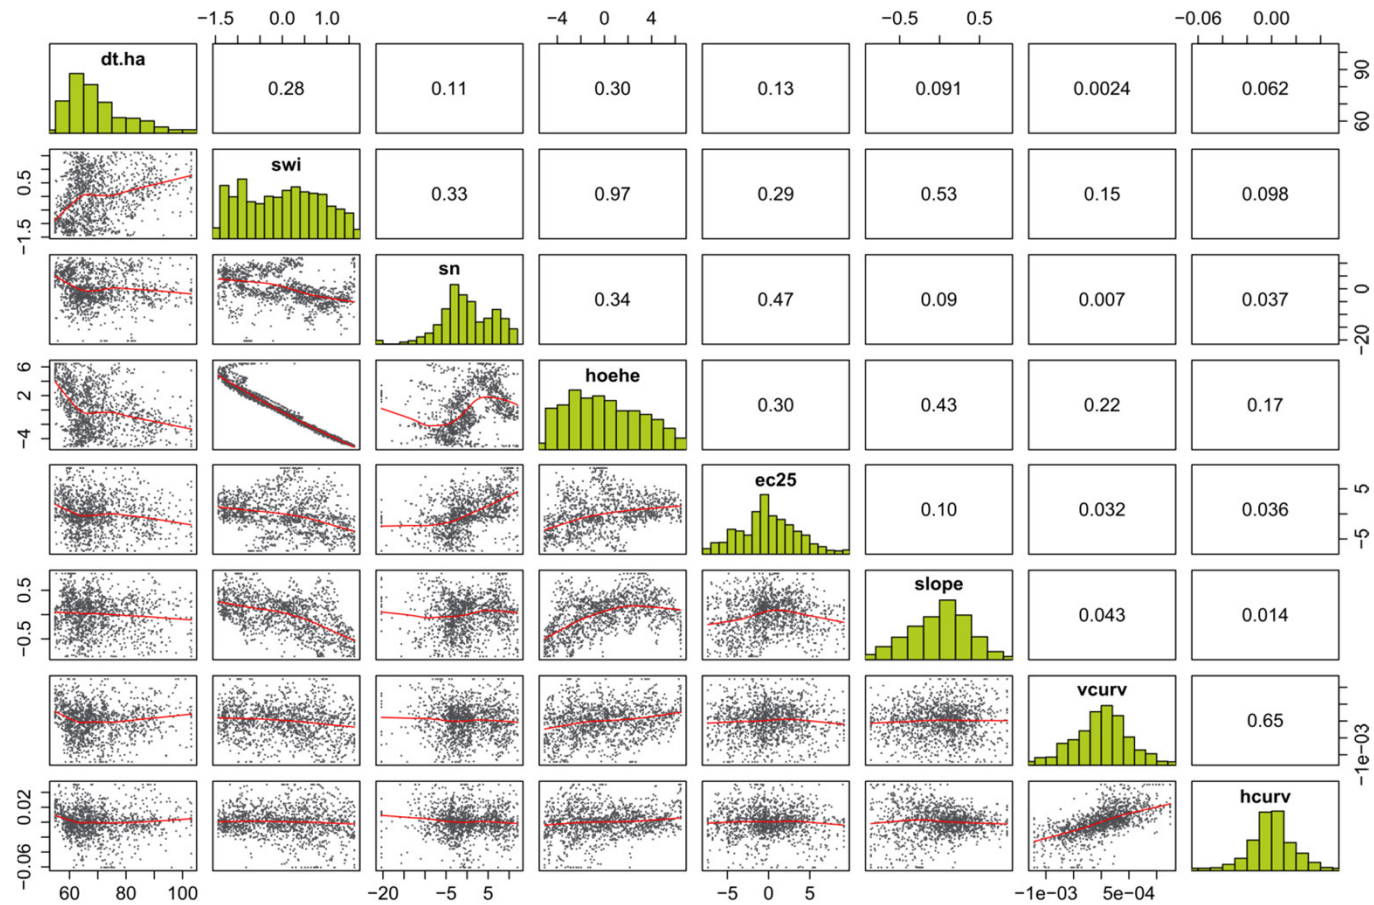 −1.5 0.0 1.0 −4 0 4 −0.5 0.5 −0.06 0.00
dt.ha 0.28 0.11 0.30 0.13 0.091 0.0024 0.062 60 90
−1.5 0.5 swi 0.33 0.97 0.29 0.53 0.15 0.098
sn 0.34 0.47 0.09 0.007 0.037 −20 0
−4 2 6 hoehe 0.30 0.43 0.22 0.17
ec25 0.10 0.032 0.036 −5 5
−0.5 0.5 slope 0.043 0.014
vcurv 0.65 −1e−03
−0.06 0.02 hcurv
60 80 100 −20 −5 5 −5 0 5 −1e−03 5e−04